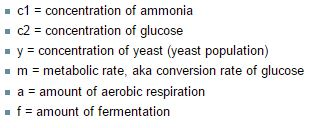 ▪ c1 = concentration of ammonia
▪ c2 = concentration of glucose
▪ y = concentration of yeast (yeast population)
▪ m = metabolic rate, aka conversion rate of glucose
▪ a = amount of aerobic respiration
▪ f = amount of fermentation